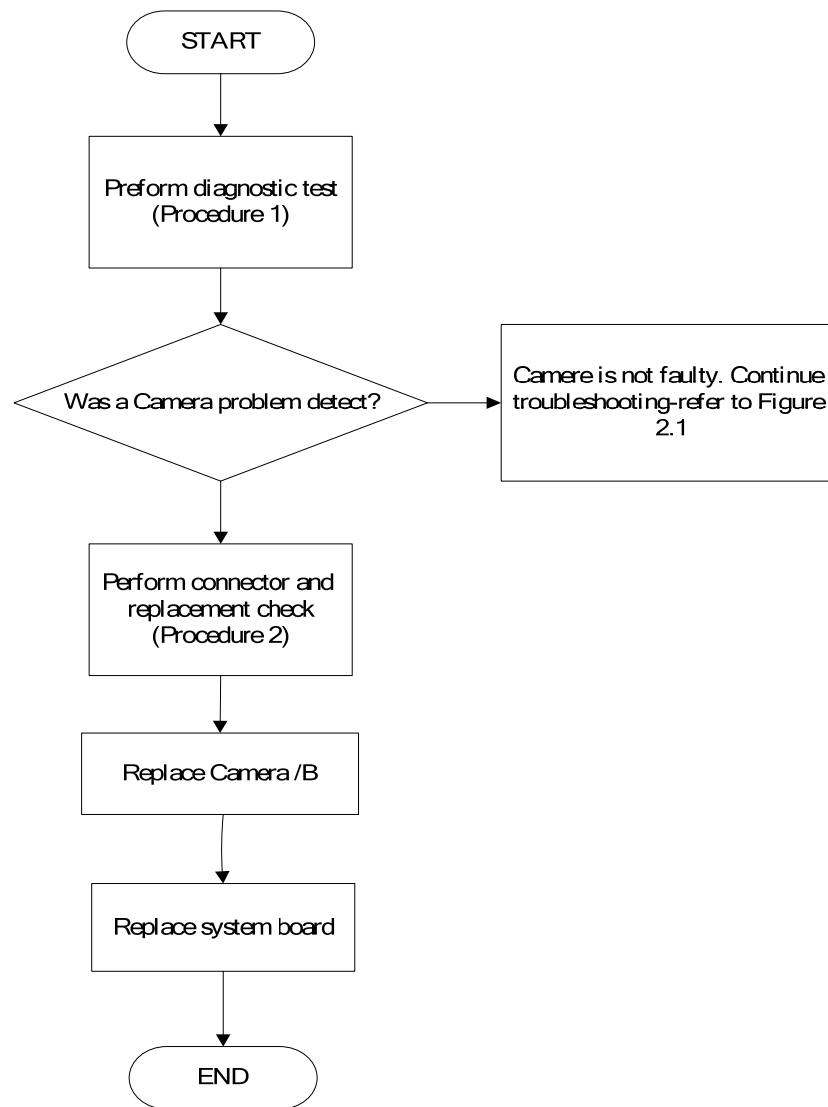 START
Preform diagnostic test
(Procedure 1)
Was a Camera problem detect?
Camere is not faulty. Continue
troubleshooting-refer to Figure
2.1
Perform connector and
replacement check
(Procedure 2)
Replace Camera /B
Replace system board
END